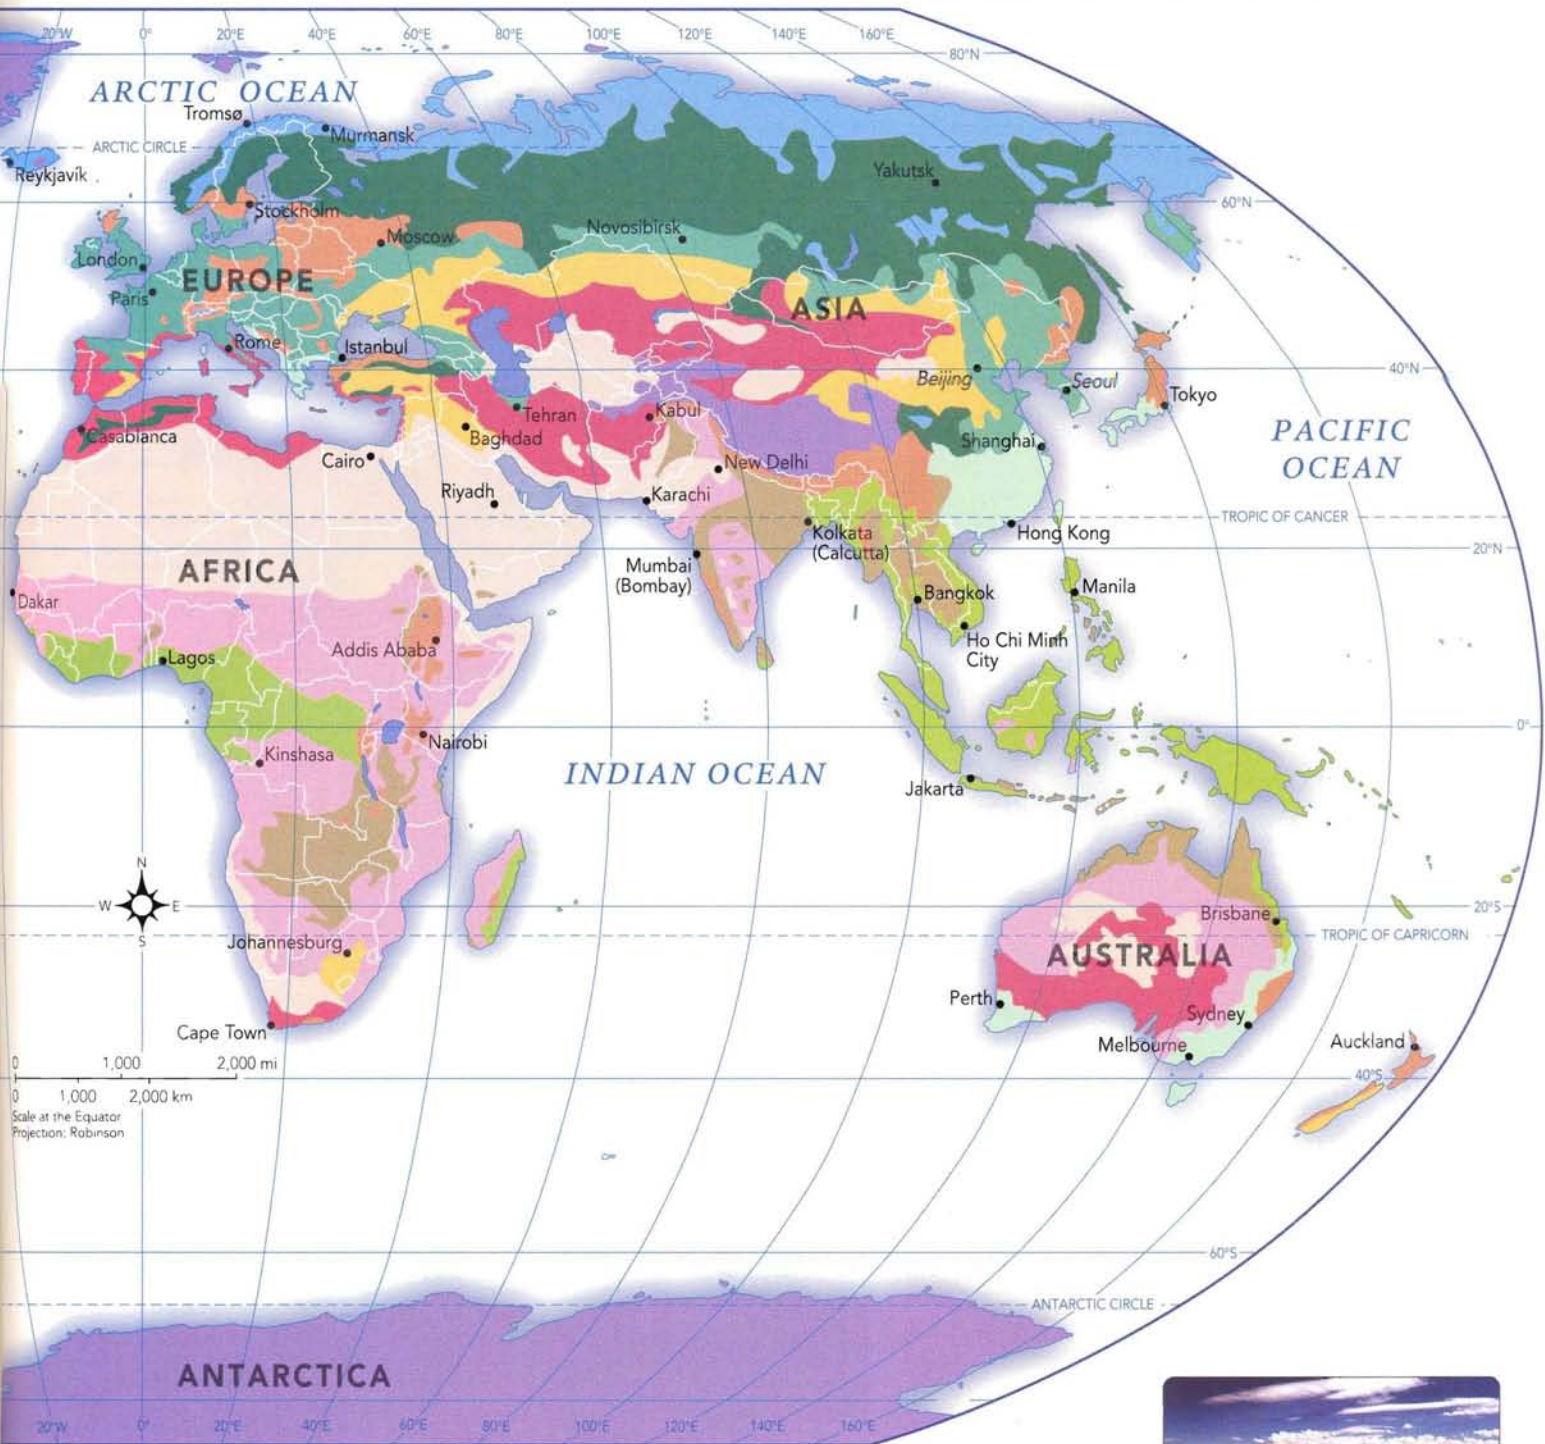 20°W 0° 20°E 40°E 60°E 80°E 100°E 120°E 140°E 160°E
80°N
ARCTIC OCEAN
Tromsø
Murmansk
ARCTIC CIRCLE
Reykjavík
Yakutsk
60°N
Stockholm
Novosibirsk
Moscow
London
EUROPE
Paris
ASIA
Rome
Istanbul
40°N
Beijing
Seoul
Tokyo
Tehran
Kabul
Casablanca
Baghdad
Shanghai
PACIFIC
OCEAN
Cairo
New Delhi
Riyadh
Karachi
TROPIC OF CANCER
Hong Kong
Kolkata
(Calcutta)
20°N
AFRICA
Mumbai
(Bombay)
Bangkok
Manila
Dakar
Ho Chi Minh
City
Addis Ababa
Lagos
0°
Nairobi
Kinshasa
INDIAN OCEAN
Jakarta
N
W E
S
20°S
Brisbane
TROPIC OF CAPRICORN
Johannesburg
AUSTRALIA
Perth
Sydney
Cape Town
Melbourne
Auckland
40°S
0 1,000 2,000 mi
0 1,000 2,000 km
Scale at the Equator
Projection: Robinson
60°S
ANTARCTIC CIRCLE
ANTARCTICA
20°W 0° 20°E 40°E 60°E 80°E 100°E 120°E 140°E 160°E